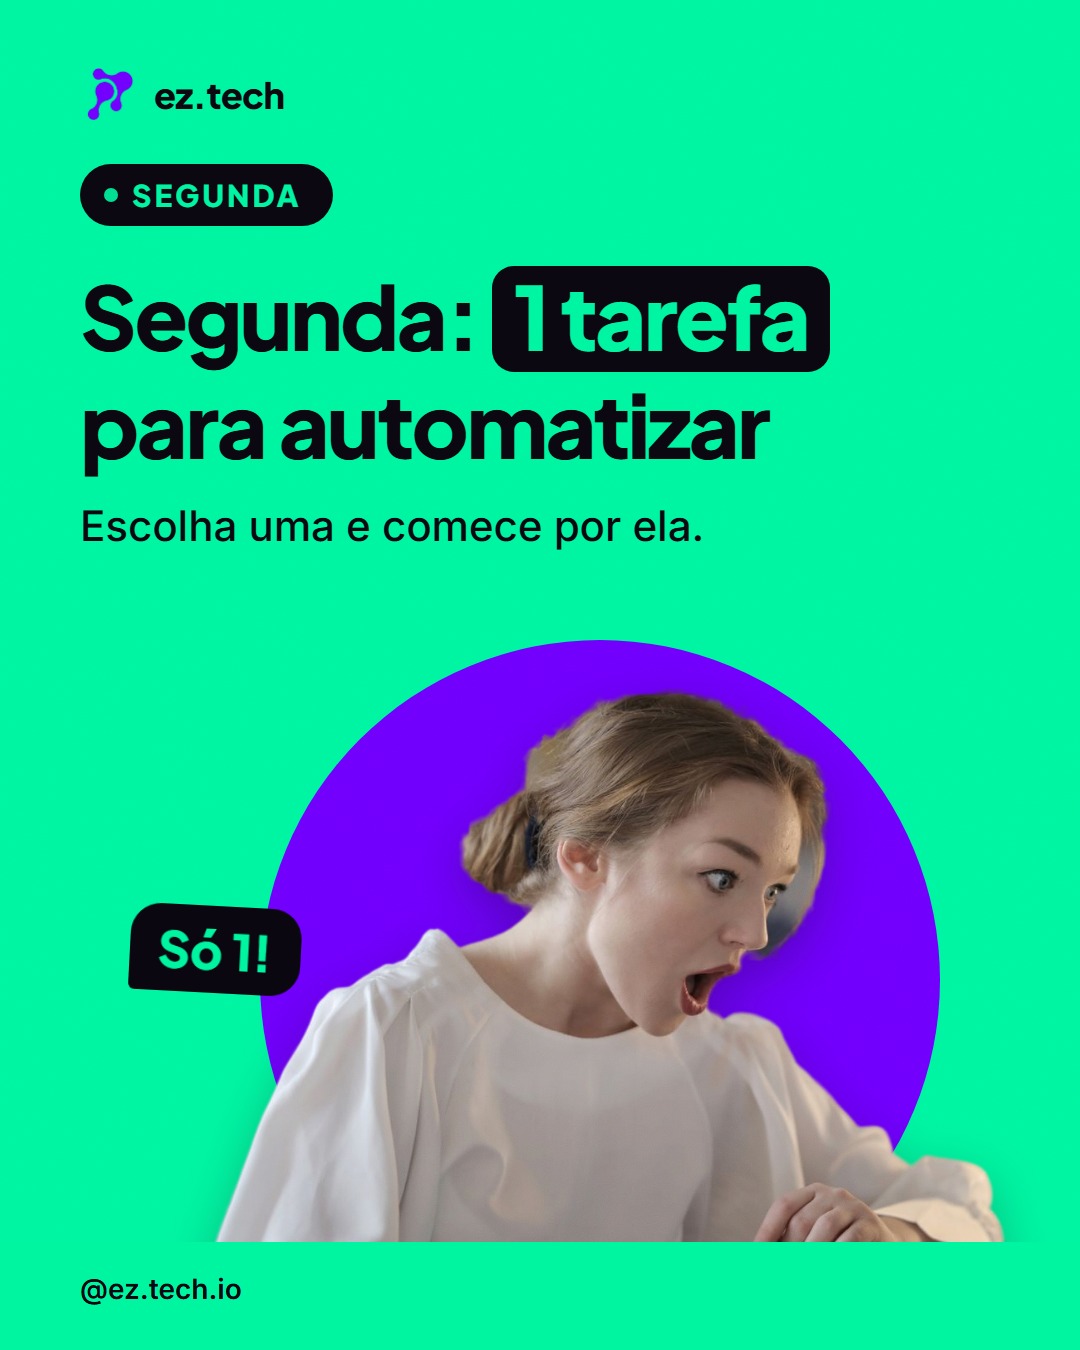 ez.tech
SEGUNDA
Segunda: 1 tarefa
para automatizar
Escolha uma e comece por ela.
Só 1!
@ez.tech.io